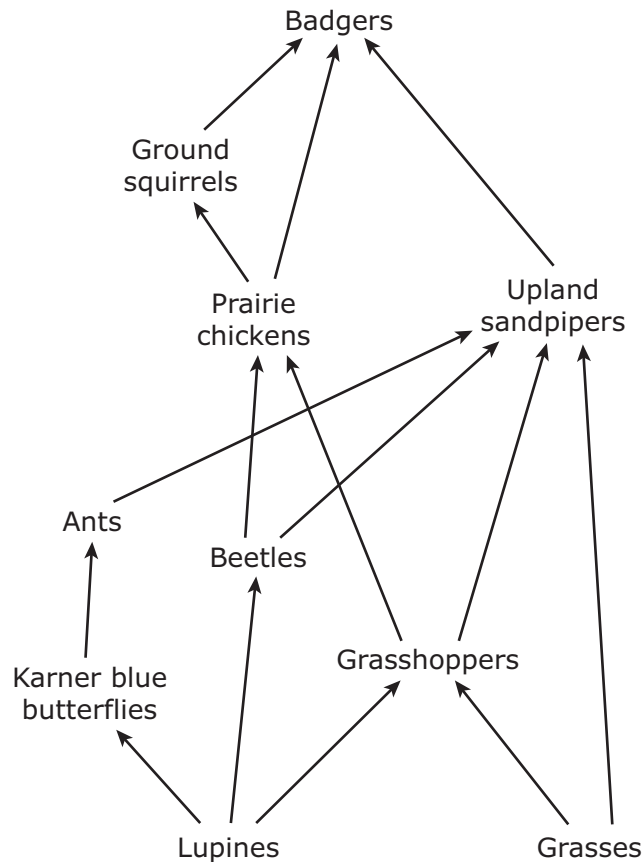 Badgers
Ground
squirrels
Prairie
chickens
Upland
sandpipers
Ants
Beetles
Grasshoppers
Karner blue
butterflies
Lupines
Grasses